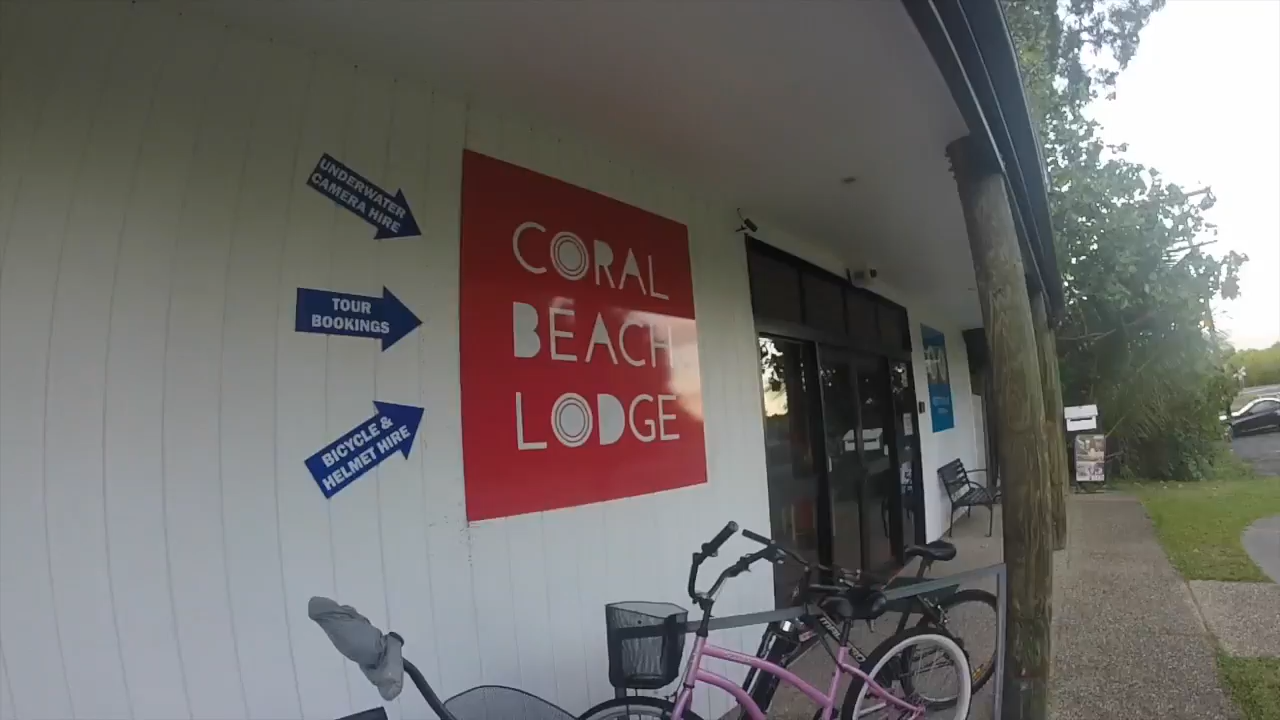 UNDERWATER
CAMERA HIRE
TOUR
BOOKINGS
BICYCLE &
HELMET HIRE
CORAL
BEACH
LODGE